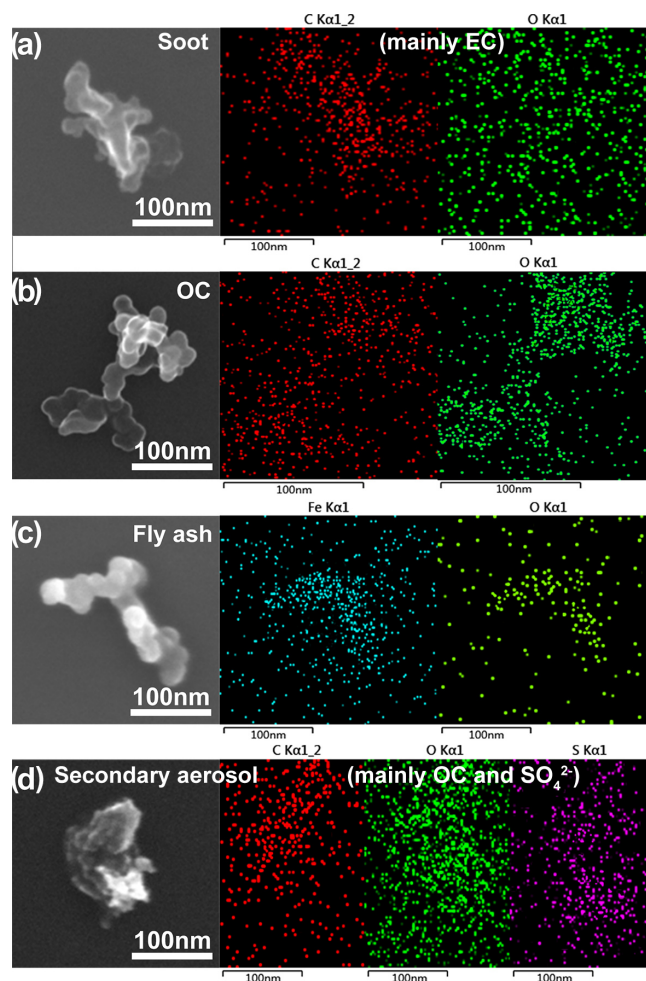 C Kα1_2 O Kα1
(a) Soot (mainly EC)
100nm
100nm 100nm
C Kα1_2 O Kα1
(b) OC
100nm
100nm 100nm
Fe Kα1 O Kα1
(c) Fly ash
100nm
100nm 100nm
C Kα1_2 O Kα1 S Kα1
(d) Secondary aerosol (mainly OC and SO₄²⁻)
100nm
100nm 100nm 100nm